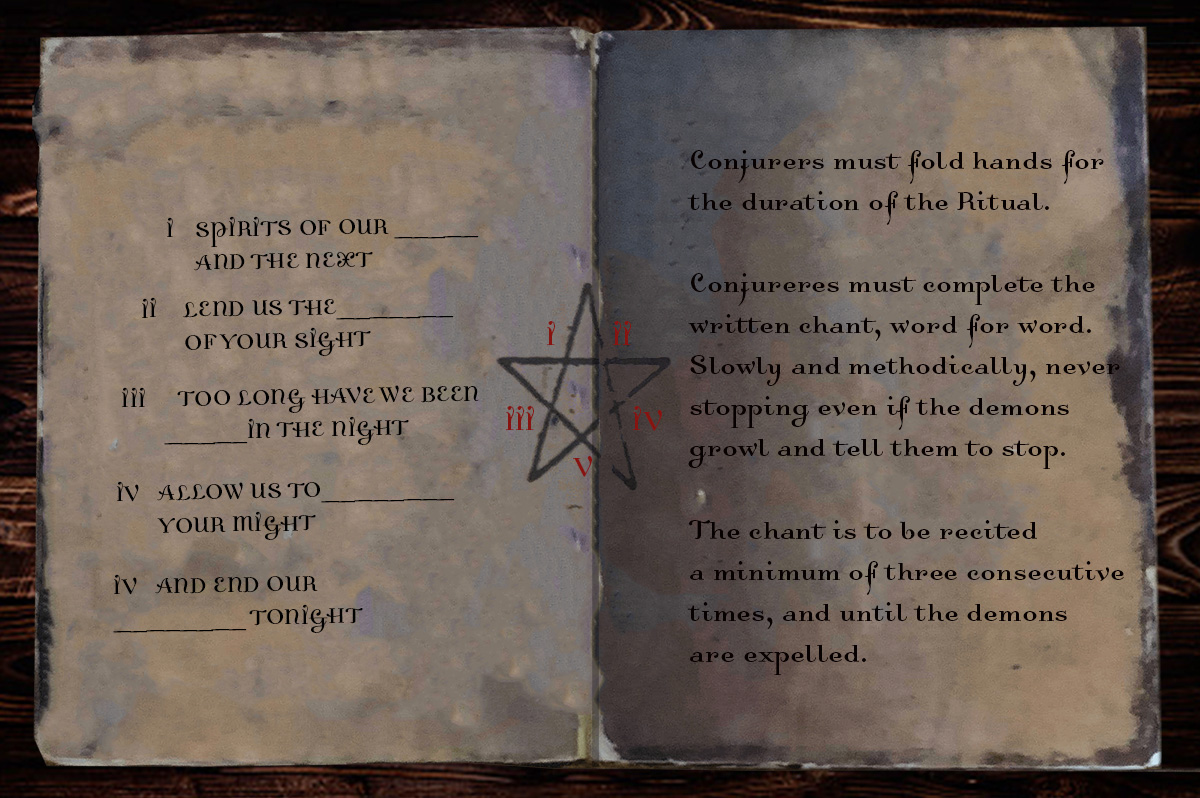 i SPIRITS OF OUR ______
AND THE NEXT
ii LEND US THE________
OF YOUR SIGHT
iii TOO LONG HAVE WE BEEN
______IN THE NIGHT
iv ALLOW US TO_________
YOUR MIGHT
iv AND END OUR
_________ TONIGHT
i ii
iii iv
v
Conjurers must fold hands for
the duration of the Ritual.
Conjureres must complete the
written chant, word for word.
Slowly and methodically, never
stopping even if the demons
growl and tell them to stop.
The chant is to be recited
a minimum of three consecutive
times, and until the demons
are expelled.